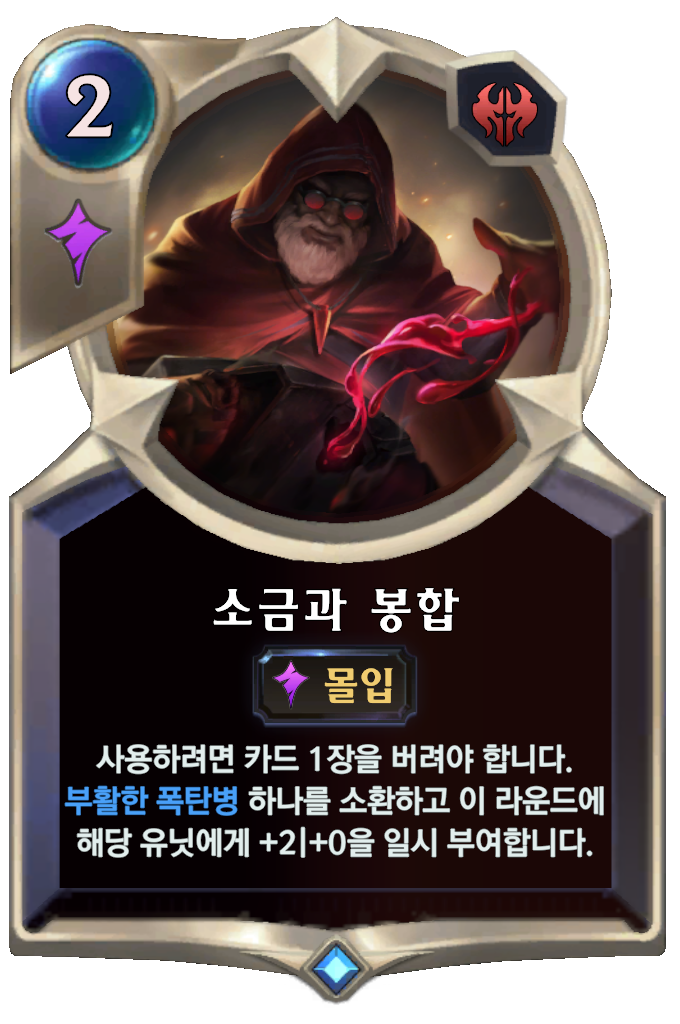 2
소금과 봉합
몰입
사용하려면 카드 1장을 버려야 합니다.
부활한 폭탄병 하나를 소환하고 이 라운드에
해당 유닛에게 +2|+0을 일시 부여합니다.